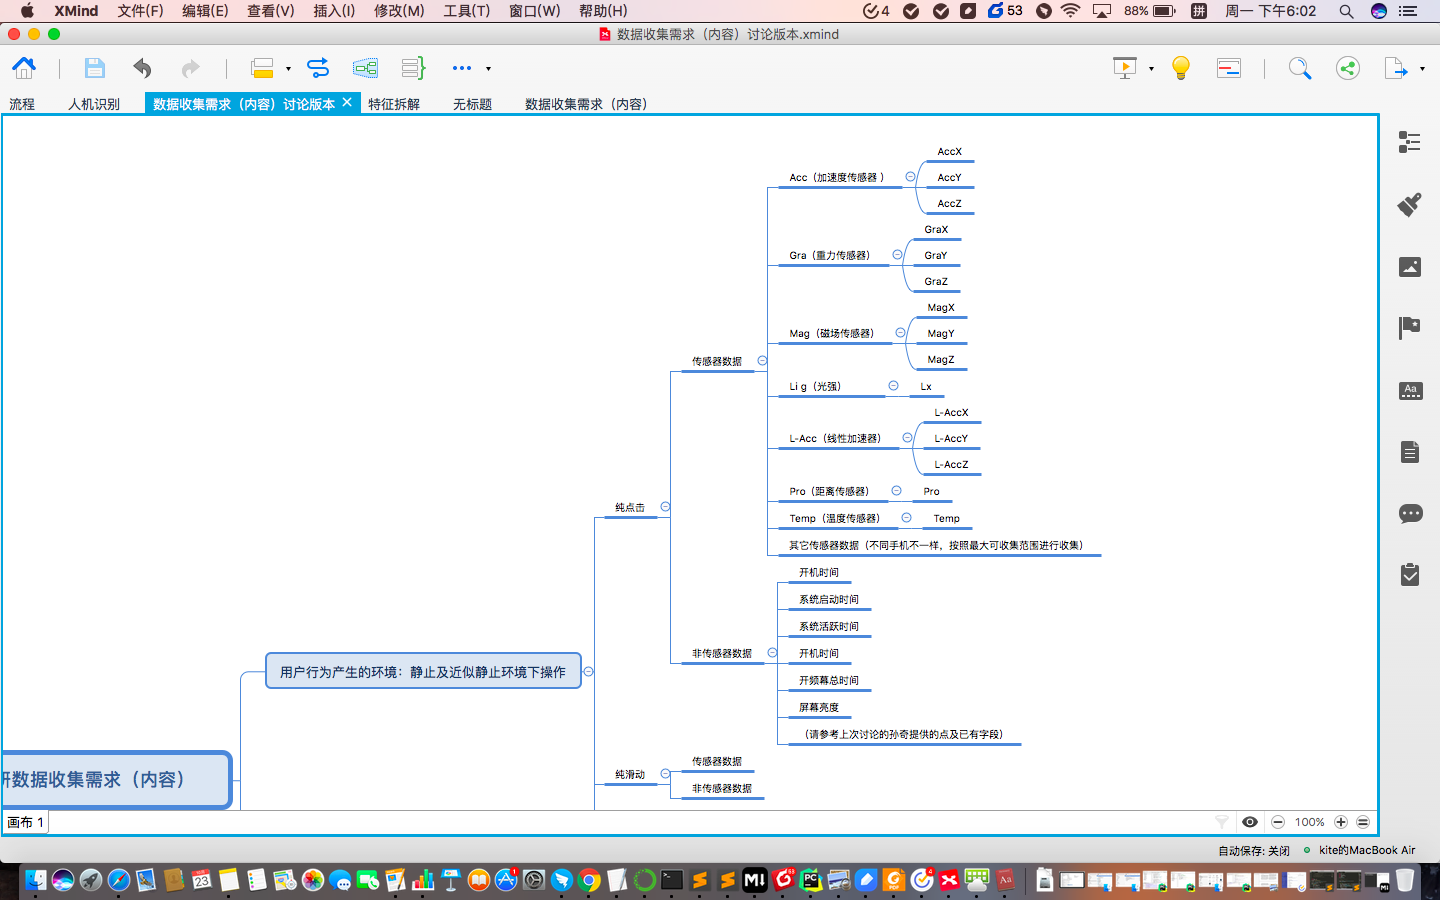 XMind 文件(F) 编辑(E) 查看(V) 插入(I) 修改(M) 工具(T) 窗口(W) 帮助(H) 4 53 88% 拼 周一 下午6:02
数据收集需求（内容）讨论版本.xmind
流程 人机识别 数据收集需求（内容）讨论版本 特征拆解 无标题 数据收集需求（内容）
AccX
Acc（加速度传感器 ）
AccY
AccZ
GraX
Gra（重力传感器）
GraY
GraZ
MagX
Mag（磁场传感器）
MagY
MagZ
传感器数据
Li g（光强）
Lx
L-AccX
L-Acc（线性加速器）
L-AccY
L-AccZ
Pro（距离传感器）
Pro
纯点击
Temp（温度传感器）
Temp
其它传感器数据（不同手机不一样，按照最大可收集范围进行收集）
开机时间
系统启动时间
系统活跃时间
非传感器数据
开机时间
用户行为产生的环境：静止及近似静止环境下操作
开频幕总时间
屏幕亮度
（请参考上次讨论的孙奇提供的点及已有字段）
纯滑动
传感器数据
数据收集需求（内容）
非传感器数据
画布 1
100%
自动保存: 关闭 kite的MacBook Air